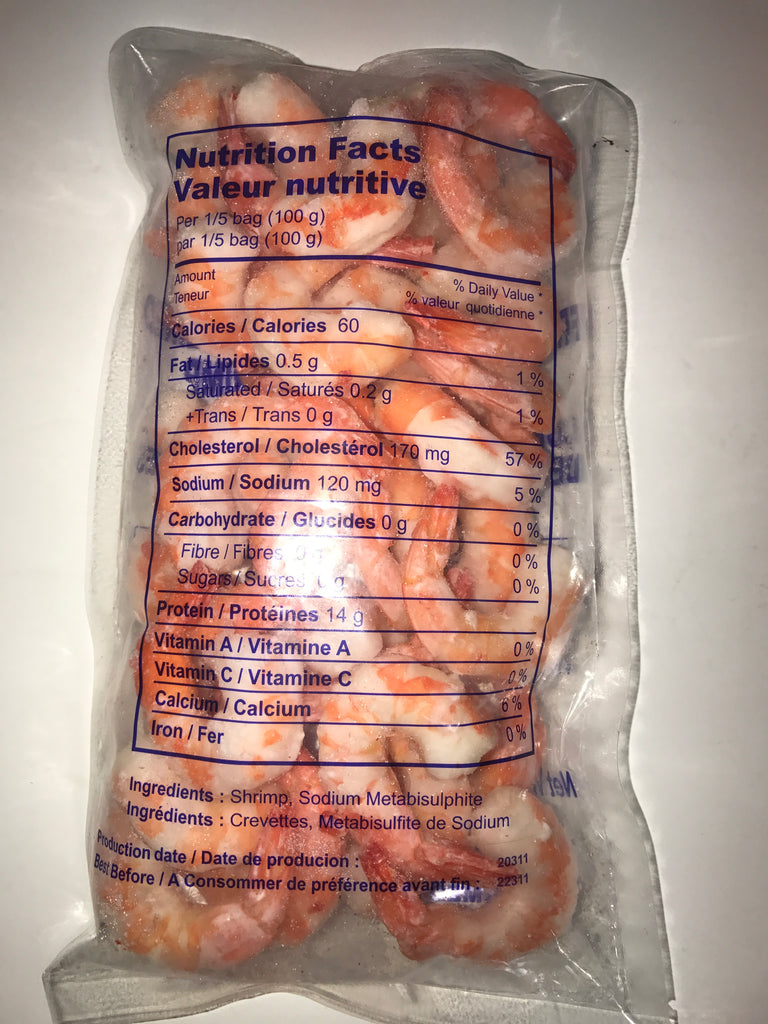 Nutrition Facts
Valeur nutritive
Per 1/5 bag (100 g)
par 1/5 bag (100 g)
Amount % Daily Value *
Teneur % valeur quotidienne *
Calories / Calories 60
Fat / Lipides 0.5 g 1 %
Saturated / Saturés 0.2 g
+Trans / Trans 0 g 1 %
Cholesterol / Cholestérol 170 mg 57 %
Sodium / Sodium 120 mg 5 %
Carbohydrate / Glucides 0 g 0 %
Fibre / Fibres 0 g 0 %
Sugars / Sucres 0 g 0 %
Protein / Protéines 14 g
Vitamin A / Vitamine A 0 %
Vitamin C / Vitamine C 0 %
Calcium / Calcium 6 %
Iron / Fer 0 %
Ingredients : Shrimp, Sodium Metabisulphite
Ingrédients : Crevettes, Metabisulfite de Sodium
Production date / Date de producion : 20311
Best Before / A Consommer de préférence avant fin : 22311